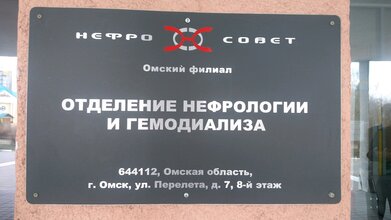 НЕФРО СОВЕТ
Омский филиал
ОТДЕЛЕНИЕ НЕФРОЛОГИИ
И ГЕМОДИАЛИЗА
644112, Омская область,
г. Омск, ул. Перелета, д. 7, 8-й этаж